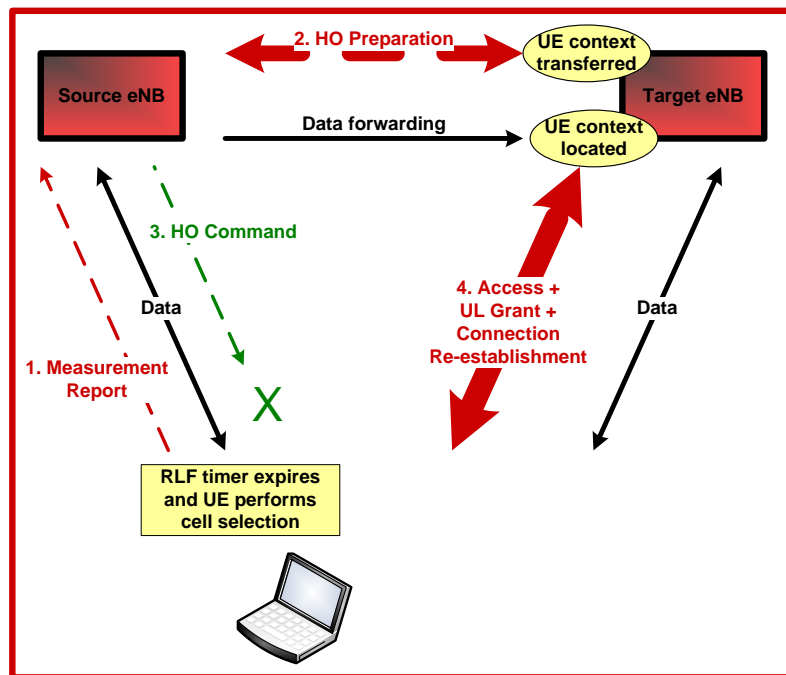 2. HO Preparation
UE context
transferred
Source eNB
Target eNB
Data forwarding
UE context
located
3. HO Command
4. Access +
UL Grant +
Connection
Re-establishment
Data
Data
1. Measurement
Report
X
RLF timer expires
and UE performs
cell selection